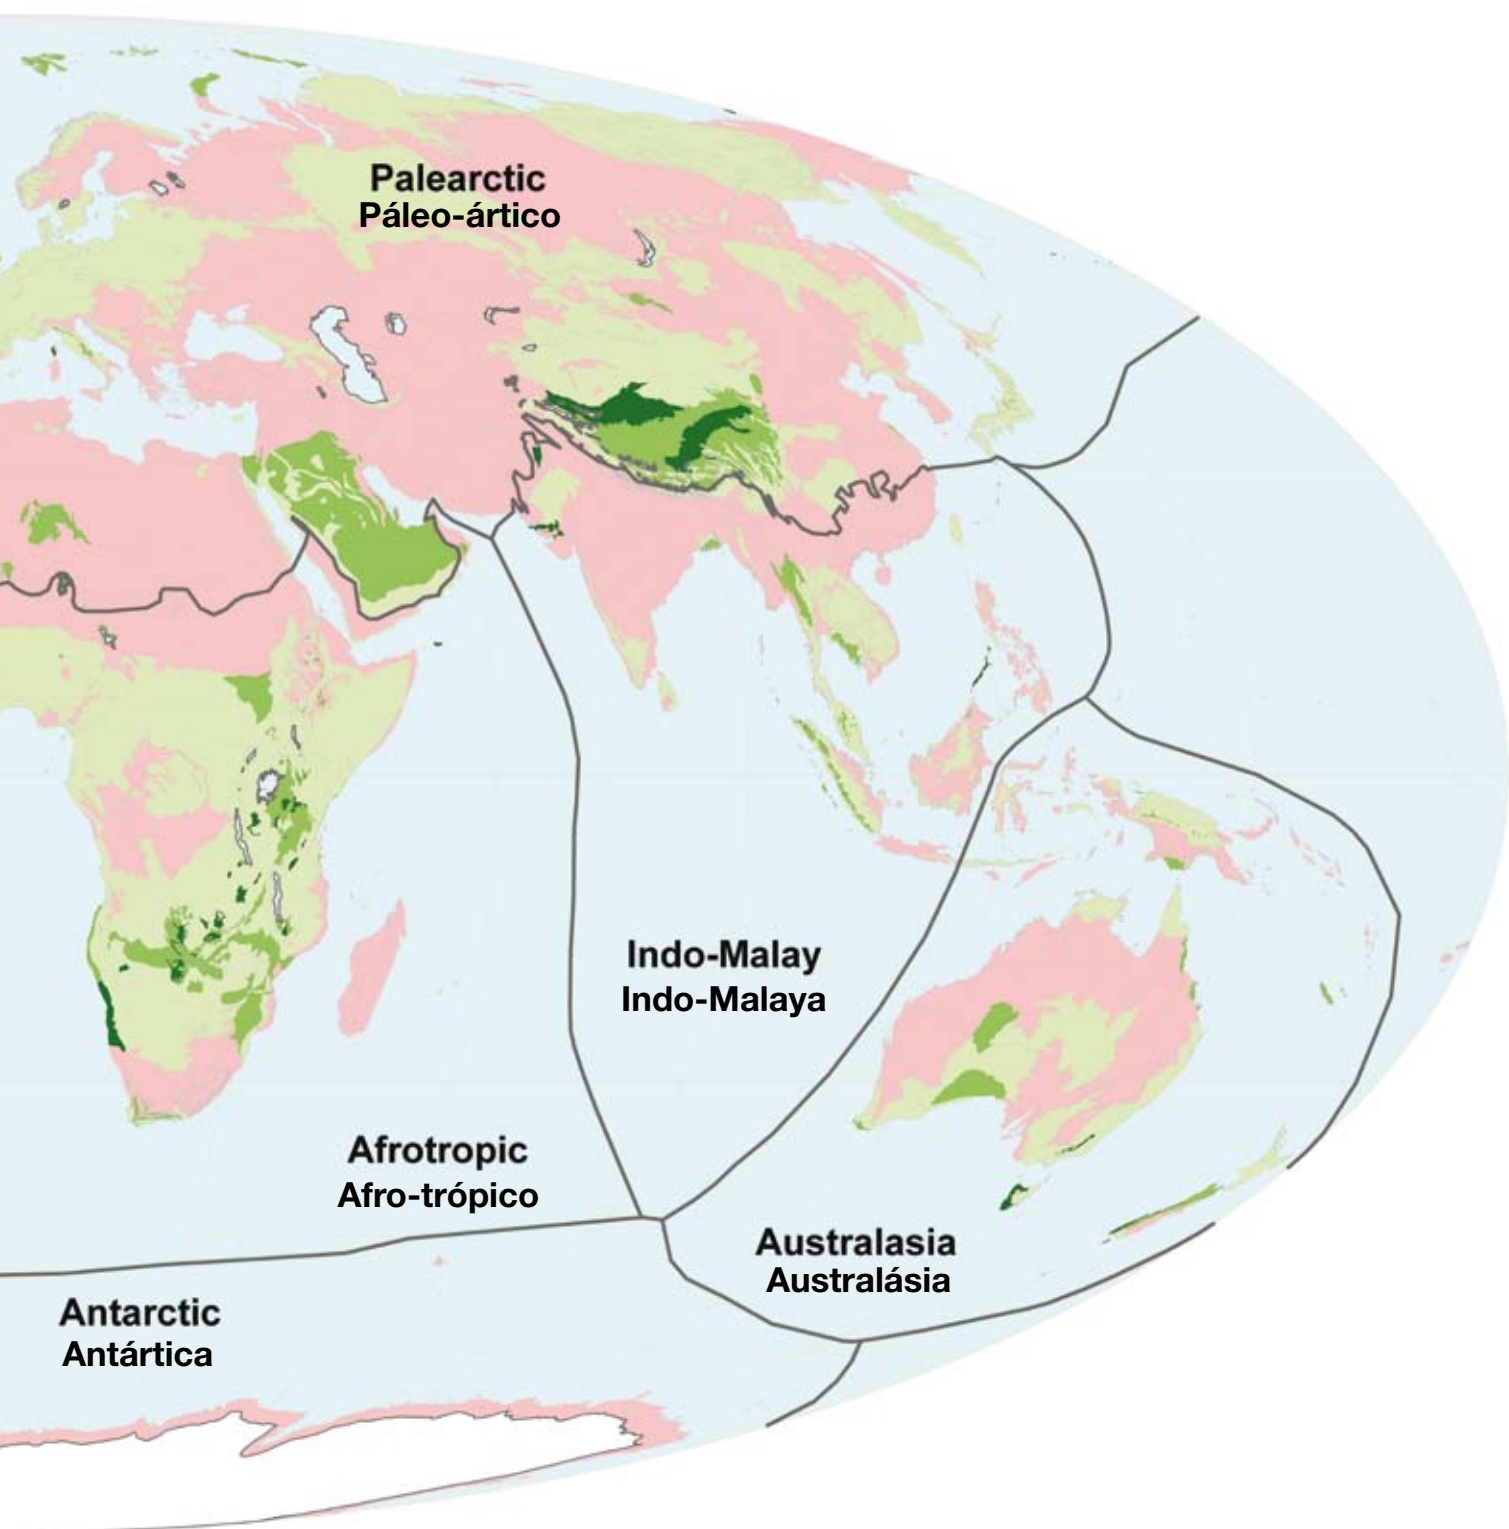 Palearctic
Páleo-ártico
Indo-Malay
Indo-Malaya
Afrotropic
Afro-trópico
Australasia
Australásia
Antarctic
Antártica